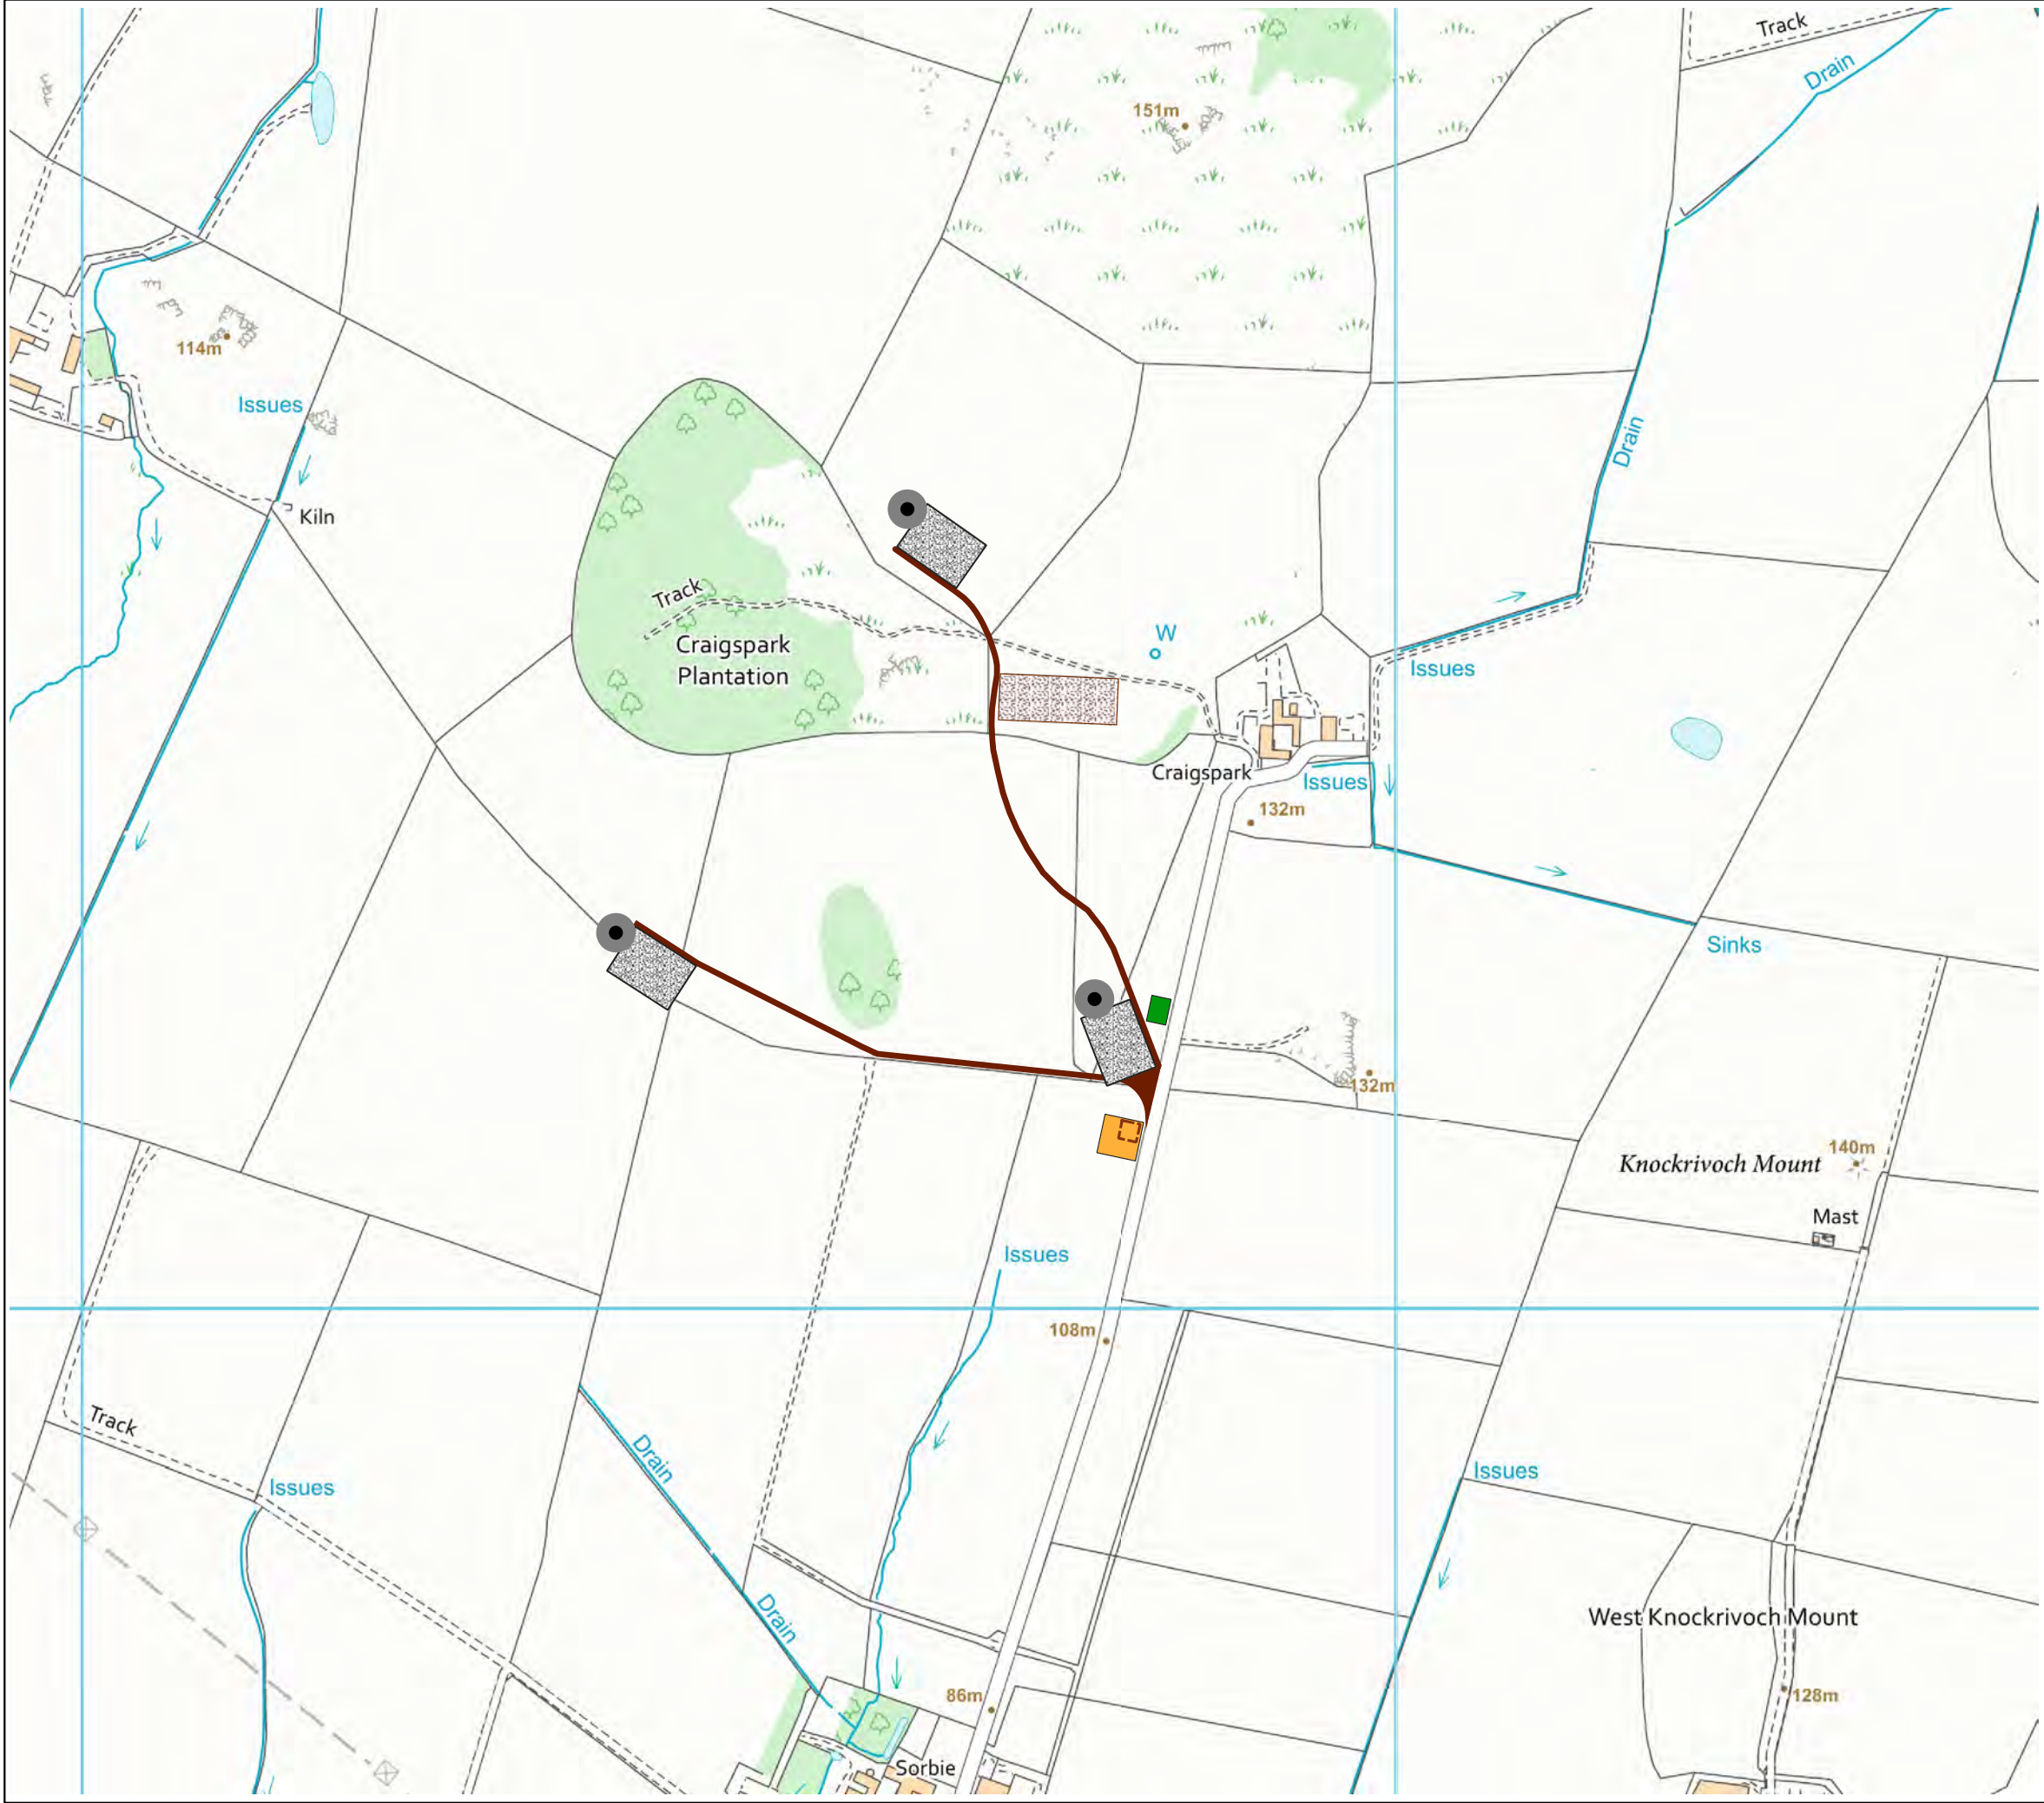 Track
Drain
151m
114m
Issues
Drain
Kiln
Track
W
Craigspark
Plantation
Issues
Craigspark
Issues
132m
Sinks
132m
140m
Knockrivoch Mount
Mast
Issues
108m
Track
Drain
Issues
Issues
Drain
West Knockrivoch Mount
86m
128m
Sorbie